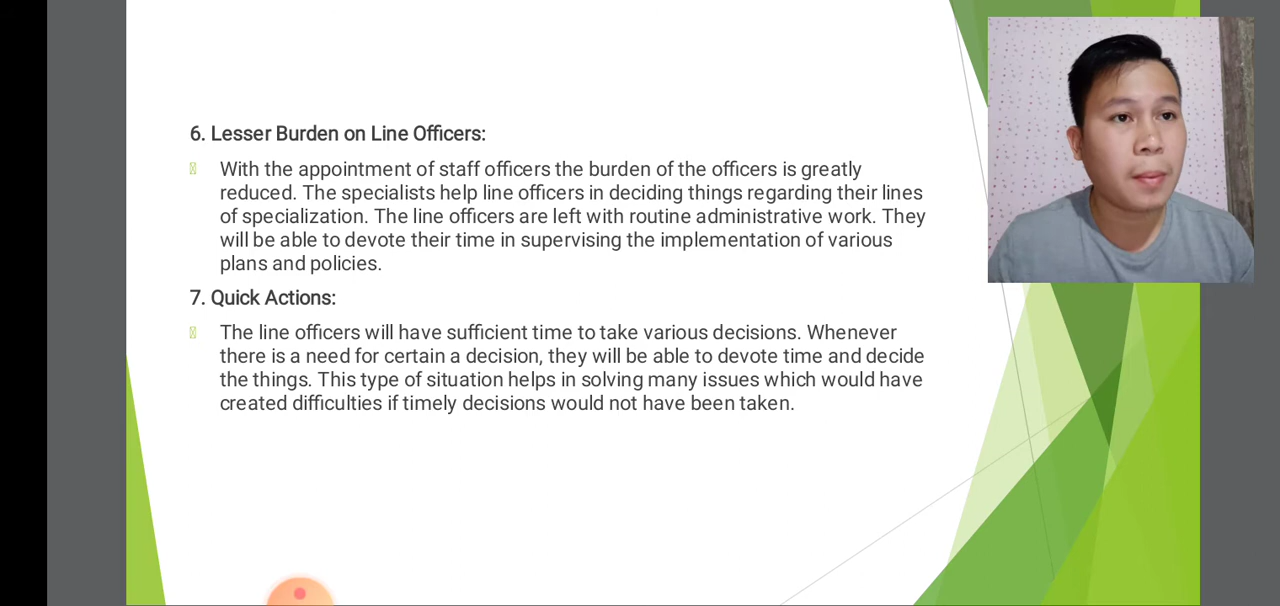 6. Lesser Burden on Line Officers:
With the appointment of staff officers the burden of the officers is greatly
reduced. The specialists help line officers in deciding things regarding their lines
of specialization. The line officers are left with routine administrative work. They
will be able to devote their time in supervising the implementation of various
plans and policies.
7. Quick Actions:
The line officers will have sufficient time to take various decisions. Whenever
there is a need for certain a decision, they will be able to devote time and decide
the things. This type of situation helps in solving many issues which would have
created difficulties if timely decisions would not have been taken.